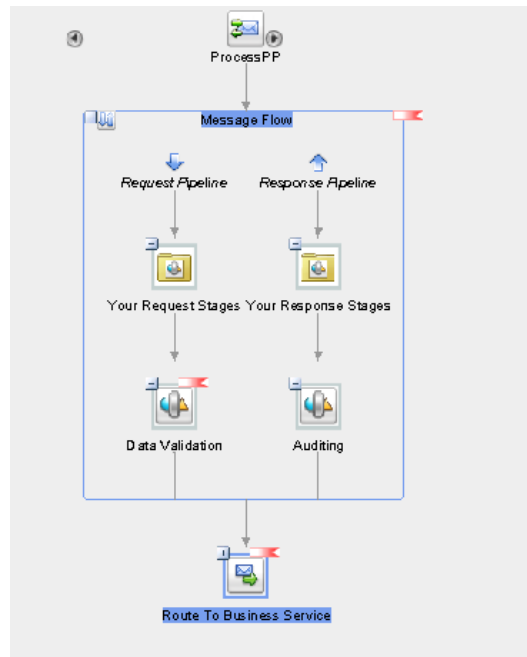 ProcessPP
Message Flow
Request Pipeline Response Pipeline
Your Request Stages Your Response Stages
Data Validation Auditing
Route To Business Service